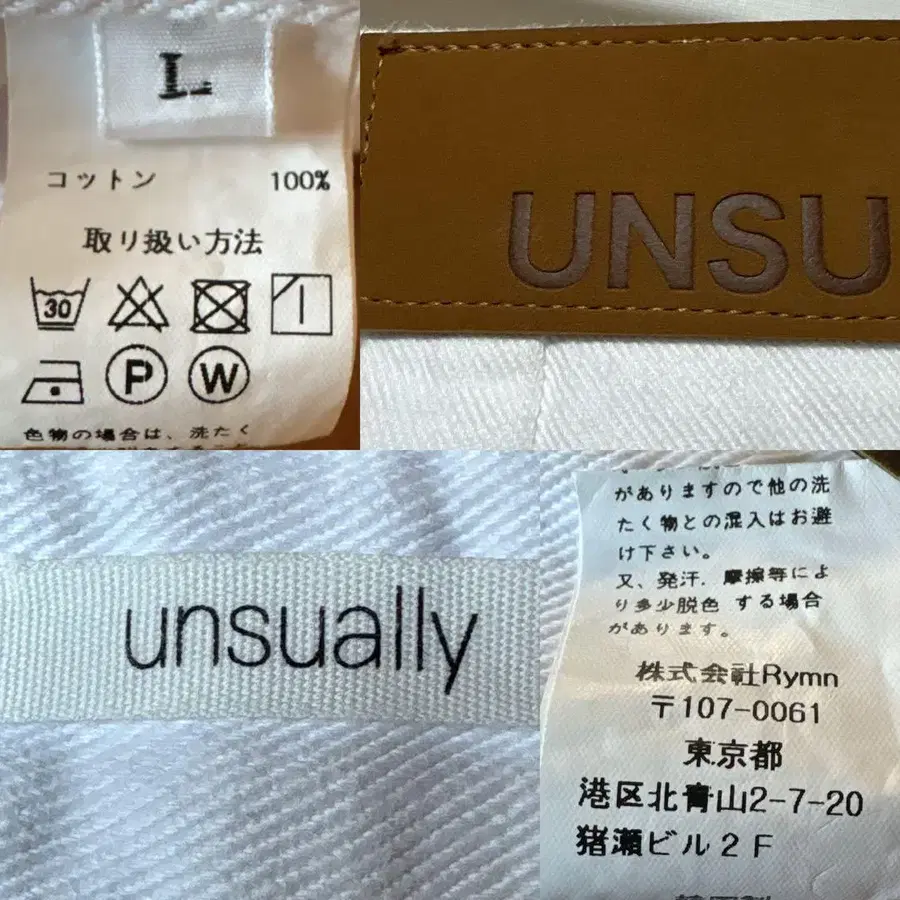 L
コットン 100%
取り扱い方法
30
P
W
色物の場合は、洗たく
UNSU
unsually
がありますので他の洗
たく物との混入はお避
け下さい。
又、発汗．摩擦等によ
り多少脱色 する場合
があります。
株式会社Rymn
〒107-0061
東京都
港区北青山2-7-20
猪瀬ビル2F